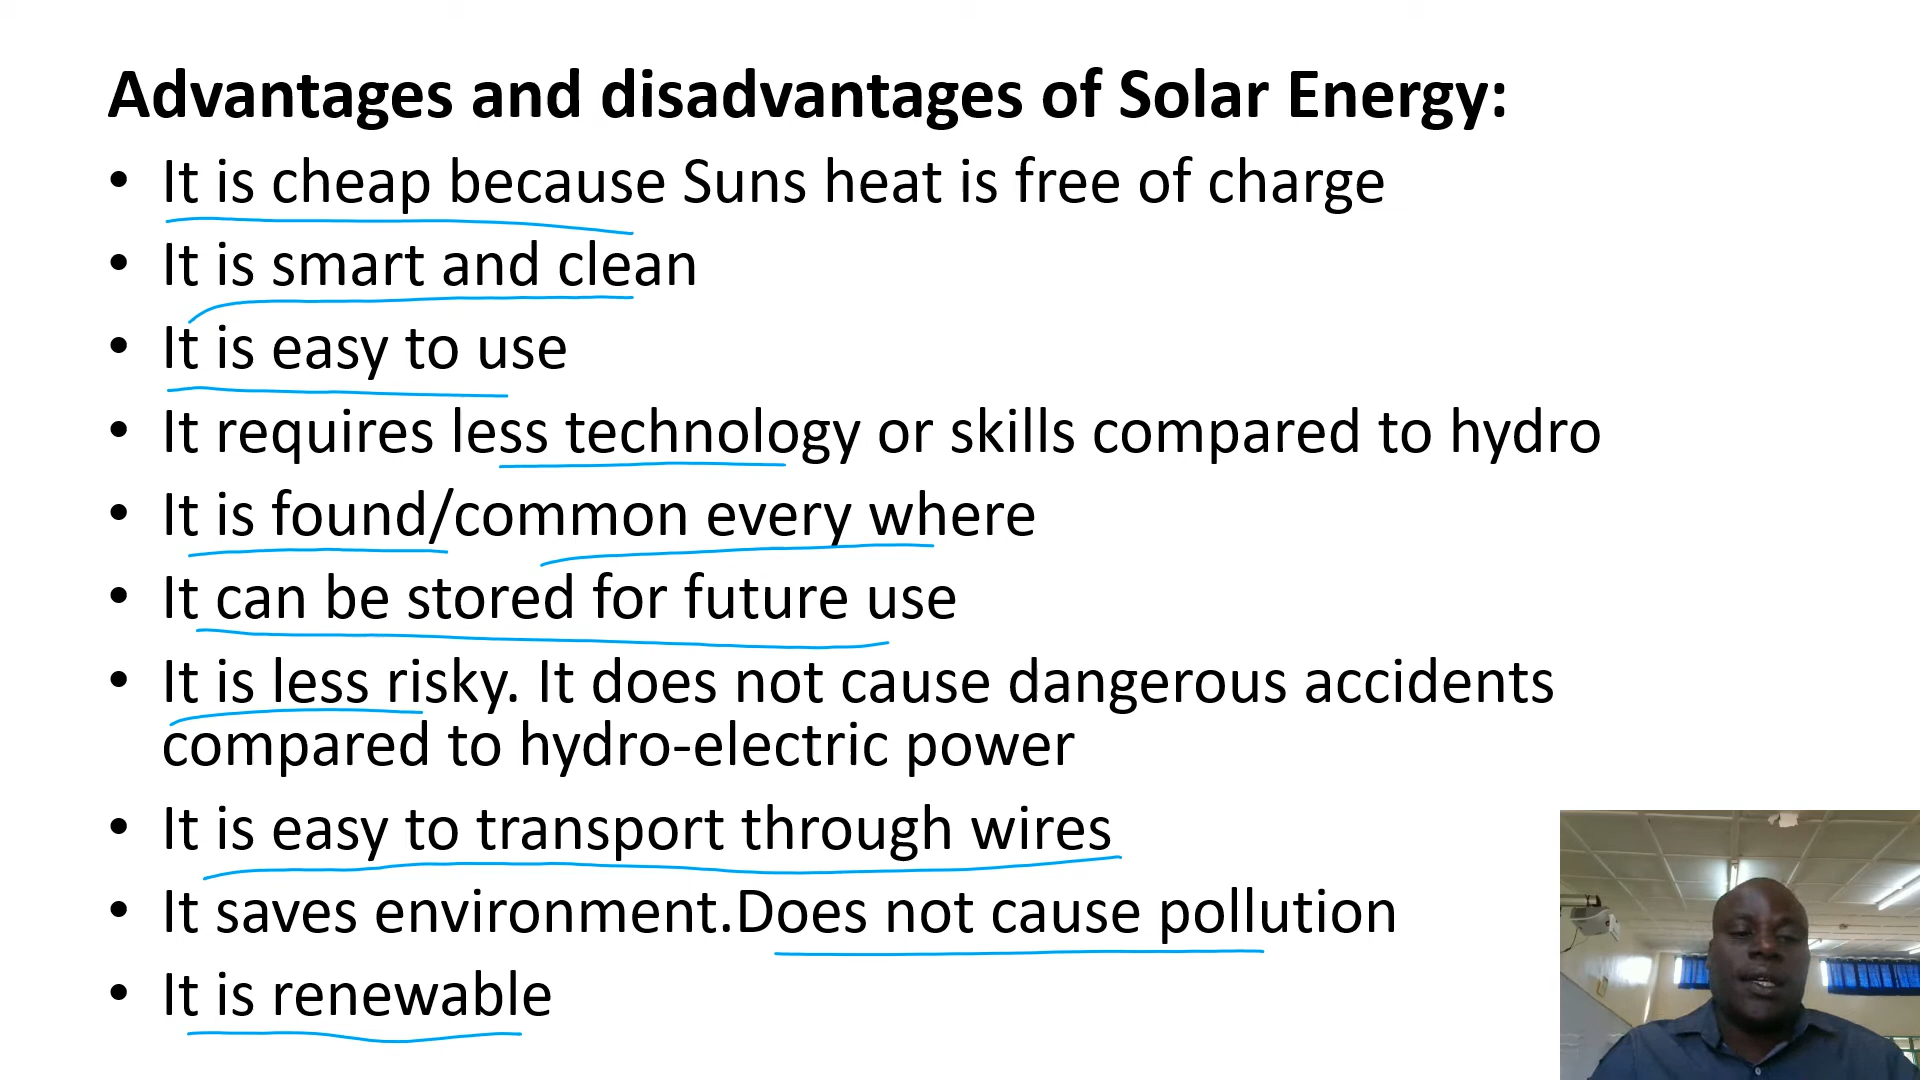 Advantages and disadvantages of Solar Energy:
• It is cheap because Suns heat is free of charge
• It is smart and clean
• It is easy to use
• It requires less technology or skills compared to hydro
• It is found/common every where
• It can be stored for future use
• It is less risky. It does not cause dangerous accidents
compared to hydro-electric power
• It is easy to transport through wires
• It saves environment.Does not cause pollution
• It is renewable